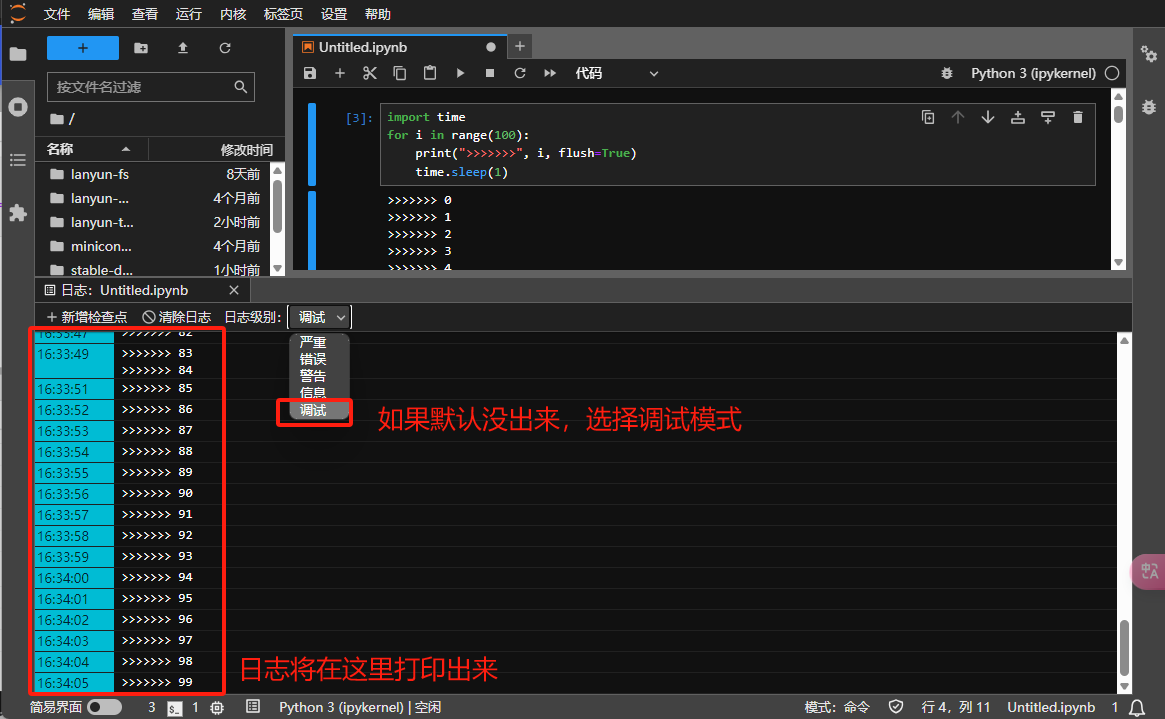 文件 编辑 查看 运行 内核 标签页 设置 帮助
按文件名过滤
/
名称 修改时间
lanyun-fs 8天前
lanyun-... 4个月前
lanyun-t... 2小时前
minicon... 4个月前
stable-d... 1小时前
Untitled.ipynb
代码 Python 3 (ipykernel)
[3]: import time
for i in range(100):
print(">>>>>>>", i, flush=True)
time.sleep(1)
>>>>>>> 0
>>>>>>> 1
>>>>>>> 2
>>>>>>> 3
>>>>>>> 4
日志: Untitled.ipynb
新增检查点 清除日志 日志级别: 调试
严重
错误
警告
信息
调试
如果默认没出来，选择调试模式
16:33:47 >>>>>>> 82
16:33:49 >>>>>>> 83
>>>>>>> 84
16:33:51 >>>>>>> 85
16:33:52 >>>>>>> 86
16:33:53 >>>>>>> 87
16:33:54 >>>>>>> 88
16:33:55 >>>>>>> 89
16:33:56 >>>>>>> 90
16:33:57 >>>>>>> 91
16:33:58 >>>>>>> 92
16:33:59 >>>>>>> 93
16:34:00 >>>>>>> 94
16:34:01 >>>>>>> 95
16:34:02 >>>>>>> 96
16:34:03 >>>>>>> 97
16:34:04 >>>>>>> 98
16:34:05 >>>>>>> 99
日志将在这里打印出来
简易界面 3 1 Python 3 (ipykernel) | 空闲 模式: 命令 行 4，列 11 Untitled.ipynb 1